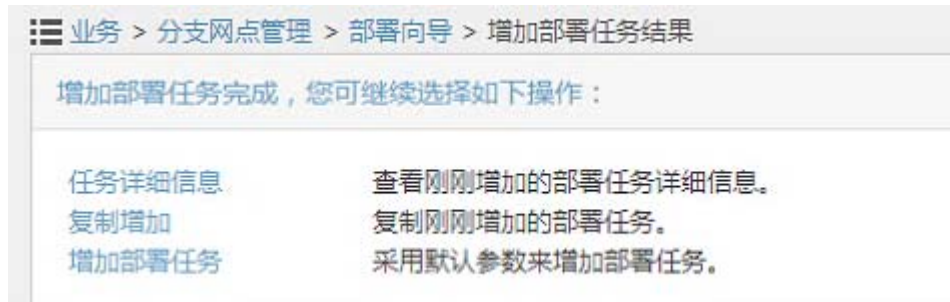 业务 > 分支网点管理 > 部署向导 > 增加部署任务结果
增加部署任务完成，您可继续选择如下操作：
任务详细信息 查看刚刚增加的部署任务详细信息。
复制增加 复制刚刚增加的部署任务。
增加部署任务 采用默认参数来增加部署任务。